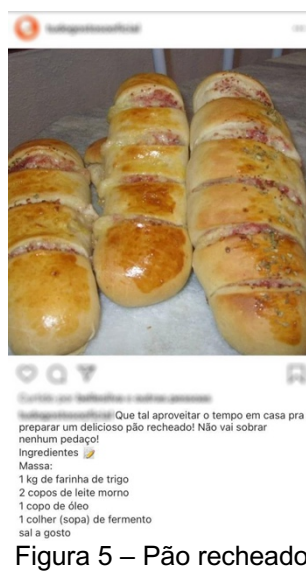 Que tal aproveitar o tempo em casa pra
preparar um delicioso pão recheado! Não vai sobrar
nenhum pedaço!
Ingredientes 📝
Massa:
1 kg de farinha de trigo
2 copos de leite morno
1 copo de óleo
1 colher (sopa) de fermento
sal a gosto
Figura 5 – Pão recheado